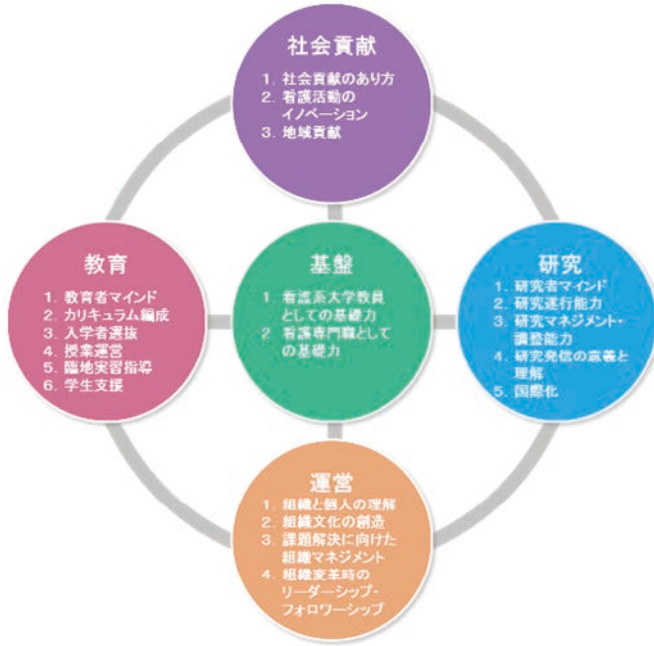 社会貢献
1. 社会貢献のあり方
2. 看護活動の
イノベーション
3. 地域貢献
教育
1. 教育者マインド
2. カリキュラム編成
3. 入学者選抜
4. 授業運営
5. 臨地実習指導
6. 学生支援
基盤
1. 看護系大学教員
としての基礎力
2. 看護専門職として
の基礎力
研究
1. 研究者マインド
2. 研究遂行能力
3. 研究マネジメント・
調整能力
4. 研究発信の意義と
理解
5. 国際化
運営
1. 組織と個人の理解
2. 組織文化の創造
3. 課題解決に向けた
組織マネジメント
4. 組織変革時の
リーダーシップ・
フォロワーシップ